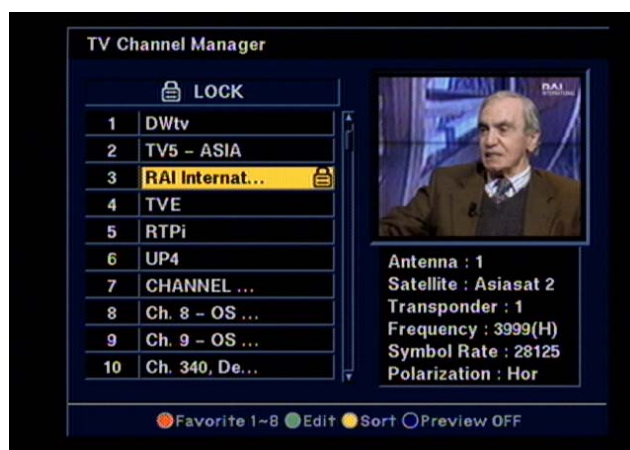 TV Channel Manager
LOCK
1 DWtv
2 TV5 – ASIA
3 RAI Internat...
4 TVE
5 RTPi
6 UP4
7 CHANNEL ...
8 Ch. 8 – OS ...
9 Ch. 9 – OS ...
10 Ch. 340, De...
RAI
Antenna : 1
Satellite : Asiasat 2
Transponder : 1
Frequency : 3999(H)
Symbol Rate : 28125
Polarization : Hor
Favorite 1~8 Edit Sort Preview OFF